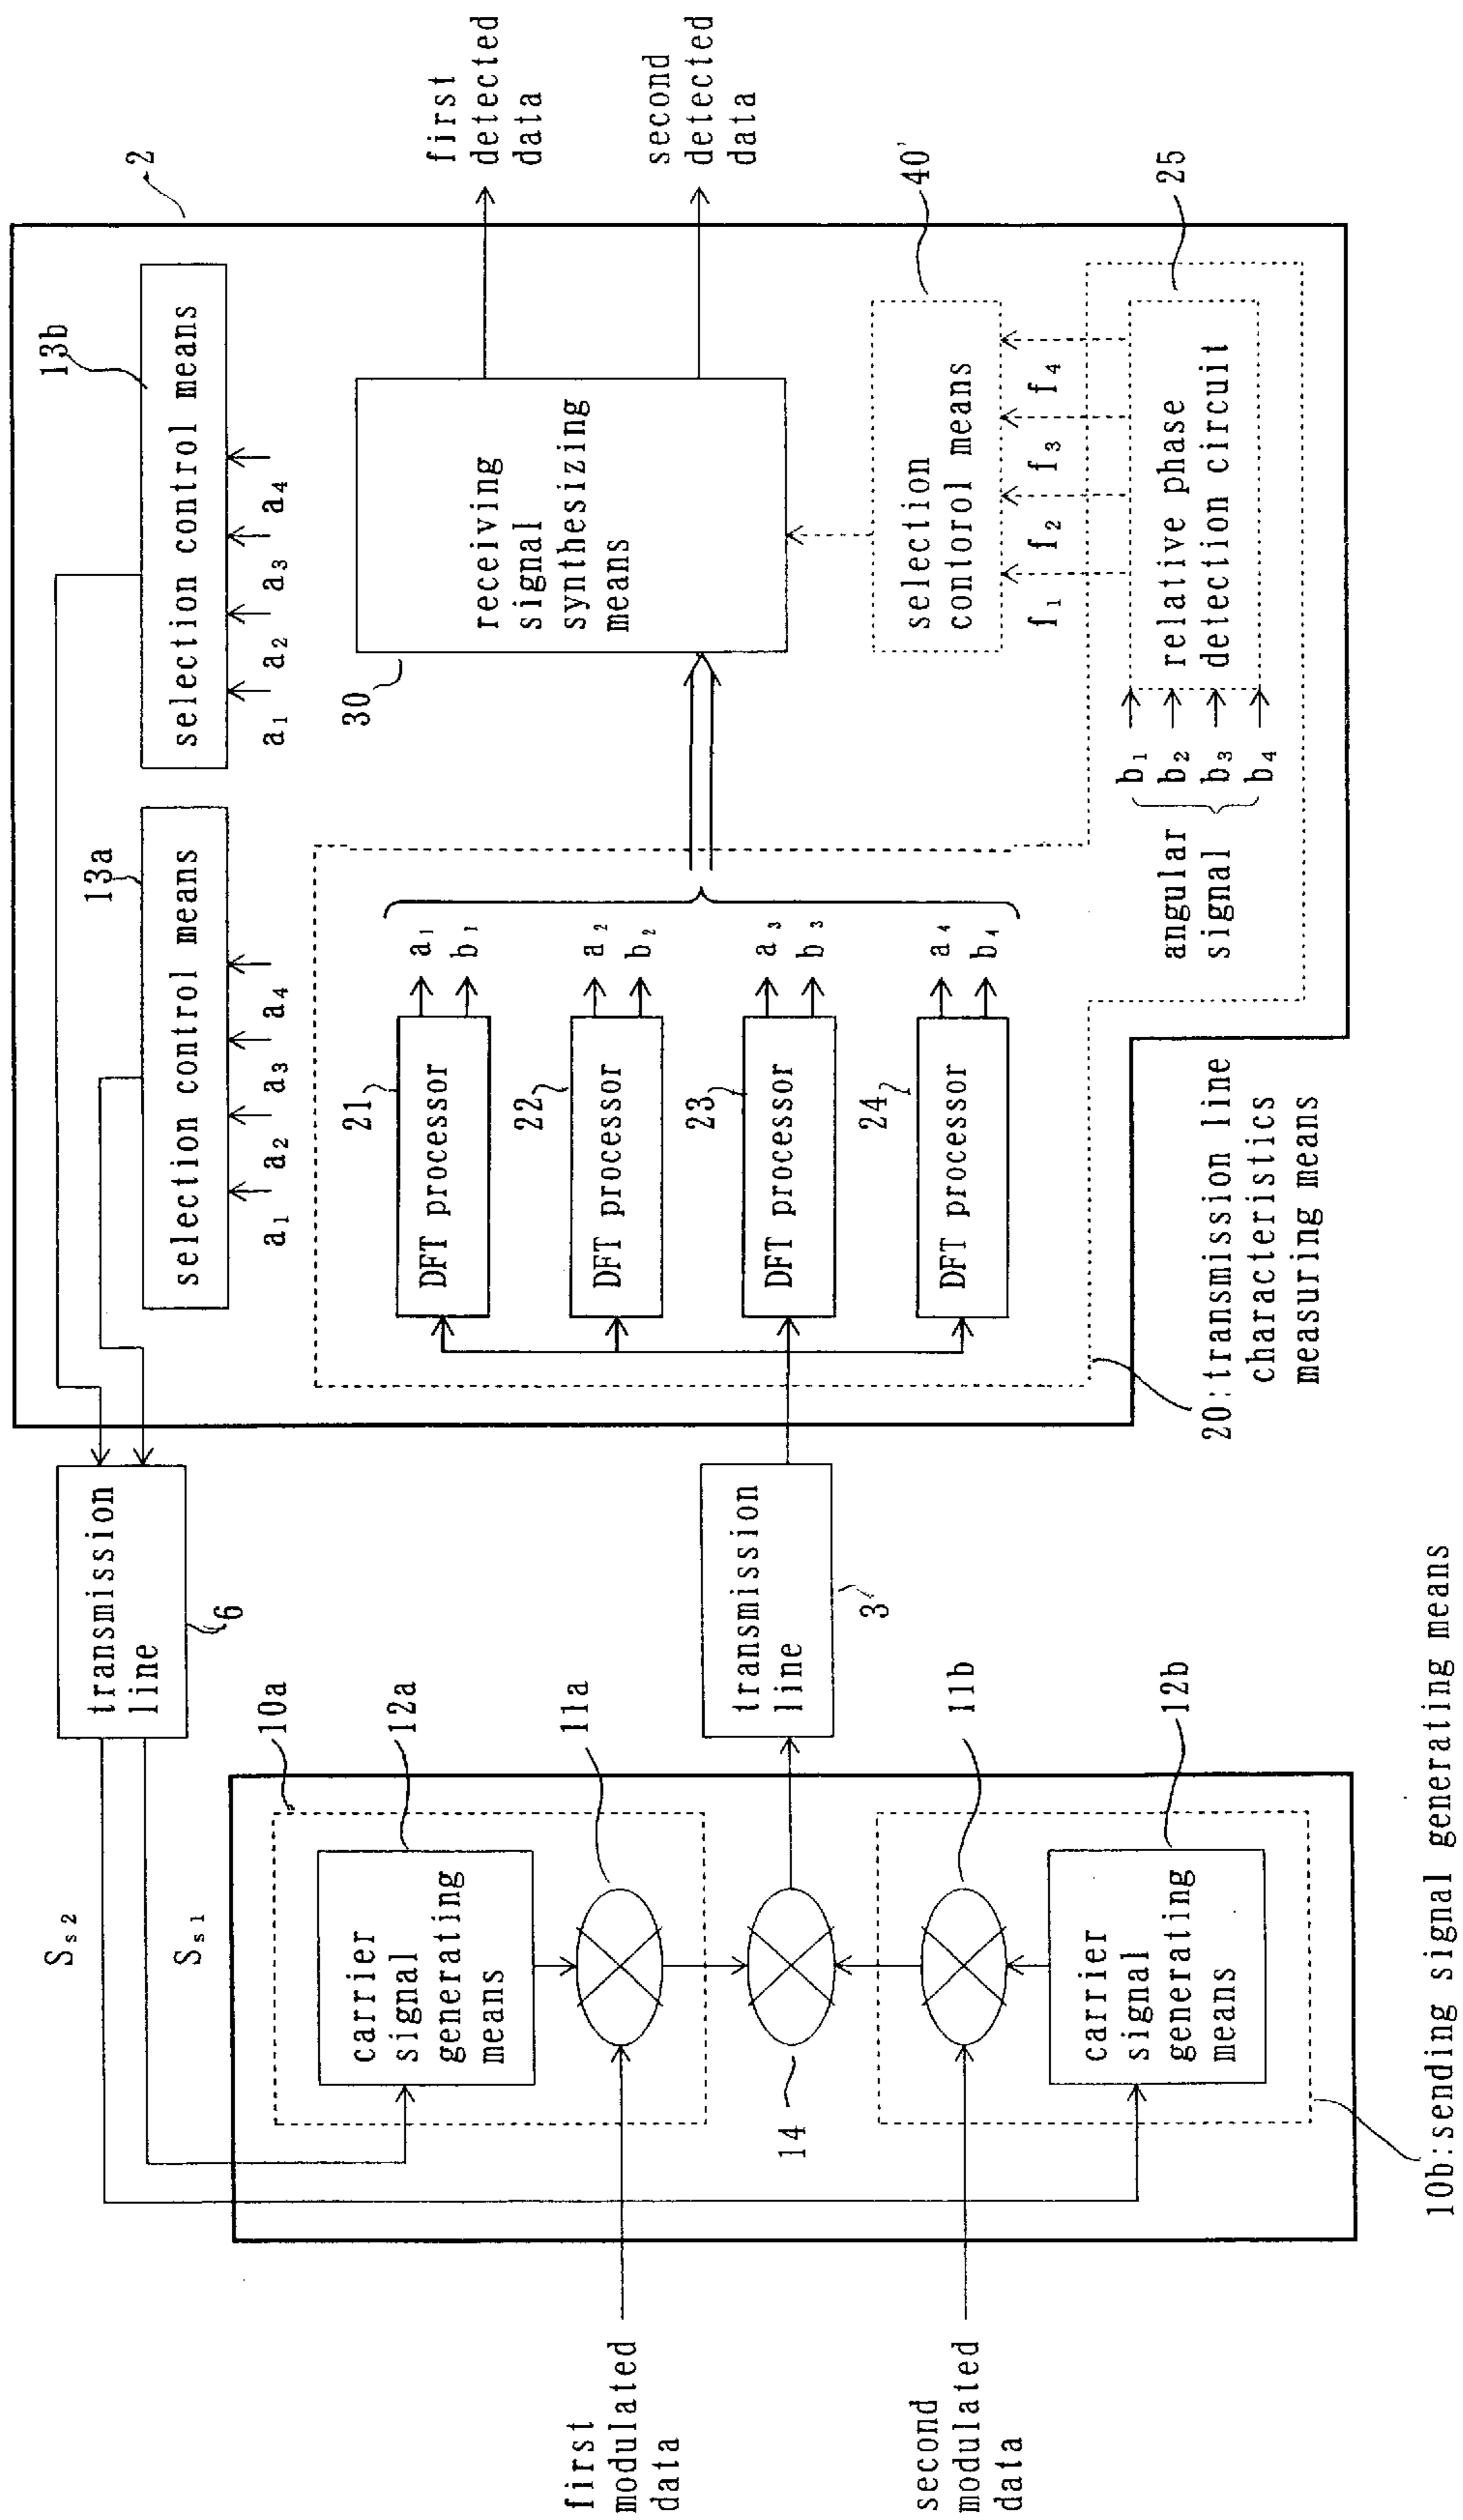 first
modulated
data
second
modulated
data
S s2
S s1
10a
carrier
signal
generating
means
12a
11a
14
11b
carrier
signal
generating
means
12b
10b:sending signal generating means
transmission
line
6
transmission
line
3
2
13a
selection control means
a1 a2 a3 a4
13b
selection control means
a1 a2 a3 a4
21
DFT processor
a1
b1
22
DFT processor
a2
b2
23
DFT processor
a3
b3
24
DFT processor
a4
b4
20:transmission line
characteristics
measuring means
30
receiving
signal
synthesizing
means
first
detected
data
second
detected
data
40'
selection
contorol means
f1 f2 f3 f4
25
relative phase
detection circuit
b1
b2
b3
b4
angular
signal